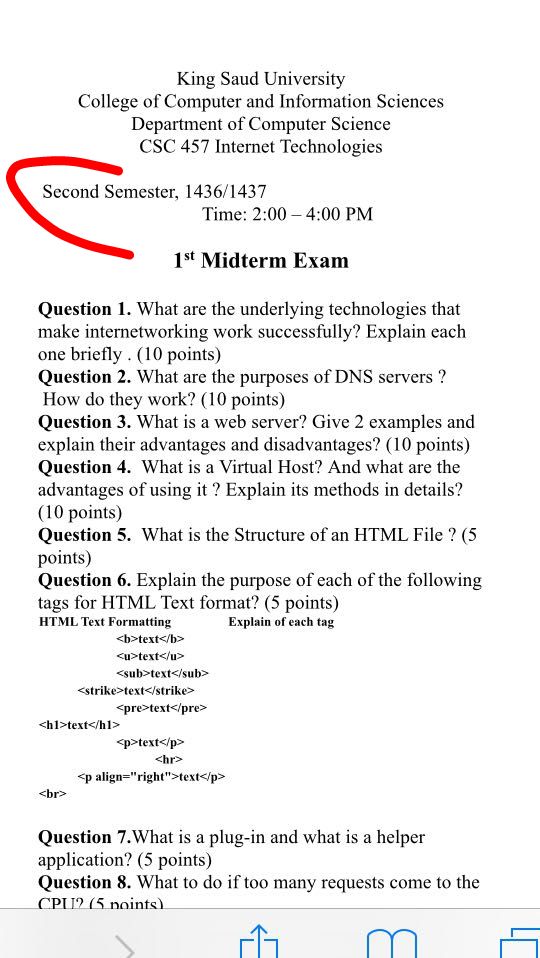 King Saud University
College of Computer and Information Sciences
Department of Computer Science
CSC 457 Internet Technologies
Second Semester, 1436/1437
Time: 2:00 – 4:00 PM
1st Midterm Exam
Question 1. What are the underlying technologies that
make internetworking work successfully? Explain each
one briefly . (10 points)
Question 2. What are the purposes of DNS servers ?
How do they work? (10 points)
Question 3. What is a web server? Give 2 examples and
explain their advantages and disadvantages? (10 points)
Question 4. What is a Virtual Host? And what are the
advantages of using it ? Explain its methods in details?
(10 points)
Question 5. What is the Structure of an HTML File ? (5
points)
Question 6. Explain the purpose of each of the following
tags for HTML Text format? (5 points)
HTML Text Formatting Explain of each tag
<b>text</b>
<u>text</u>
<sub>text</sub>
<strike>text</strike>
<pre>text</pre>
<h1>text</h1>
<p>text</p>
<hr>
<p align="right">text</p>
<br>
Question 7.What is a plug-in and what is a helper
application? (5 points)
Question 8. What to do if too many requests come to the
CPU? (5 points)